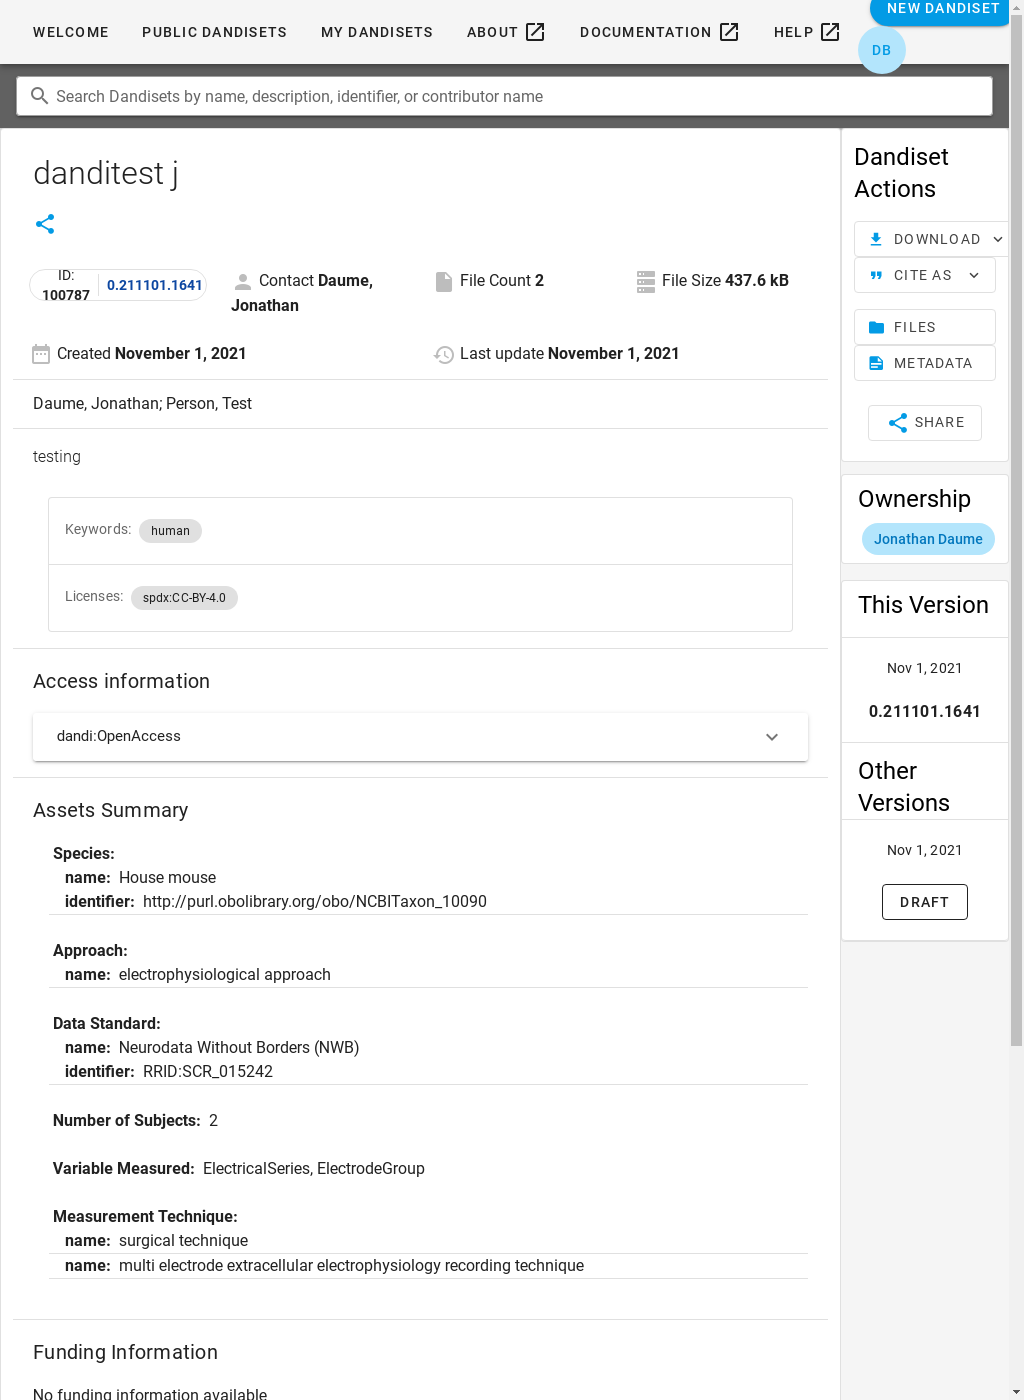 WELCOME PUBLIC DANDISETS MY DANDISETS ABOUT DOCUMENTATION HELP NEW DANDISET
DB
Search Dandisets by name, description, identifier, or contributor name
danditest j
ID: 100787 0.211101.1641
Contact Daume, Jonathan
File Count 2
File Size 437.6 kB
Created November 1, 2021
Last update November 1, 2021
Daume, Jonathan; Person, Test
testing
Keywords: human
Licenses: spdx:CC-BY-4.0
Access information
dandi:OpenAccess
Assets Summary
Species:
name: House mouse
identifier: http://purl.obolibrary.org/obo/NCBITaxon_10090
Approach:
name: electrophysiological approach
Data Standard:
name: Neurodata Without Borders (NWB)
identifier: RRID:SCR_015242
Number of Subjects: 2
Variable Measured: ElectricalSeries, ElectrodeGroup
Measurement Technique:
name: surgical technique
name: multi electrode extracellular electrophysiology recording technique
Funding Information
No funding information available
Dandiset
Actions
DOWNLOAD
CITE AS
FILES
METADATA
SHARE
Ownership
Jonathan Daume
This Version
Nov 1, 2021
0.211101.1641
Other
Versions
Nov 1, 2021
DRAFT